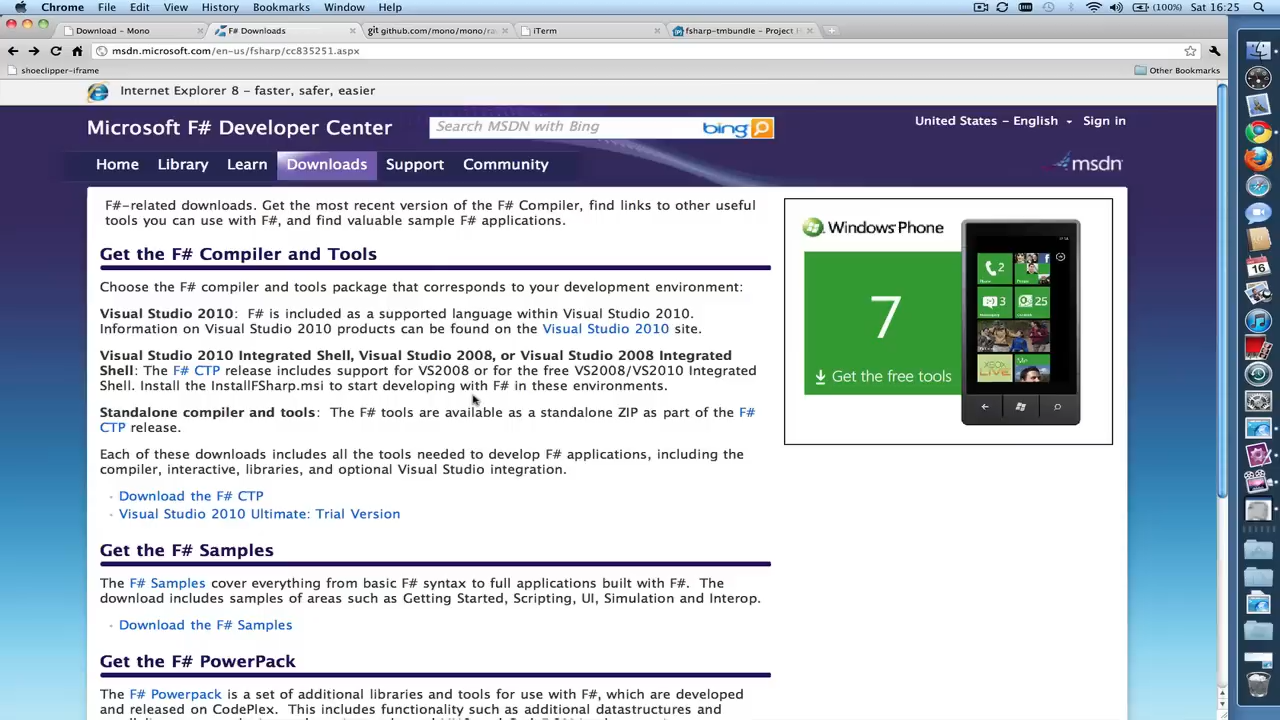 Chrome File Edit View History Bookmarks Window Help (100%) Sat 16:25
Download – Mono F# Downloads github.com/mono/mono/ra iTerm fsharp-tmbundle – Project
msdn.microsoft.com/en-us/fsharp/cc835251.aspx
shoeclipper-iframe Other Bookmarks
Internet Explorer 8 – faster, safer, easier
Microsoft F# Developer Center
Search MSDN with Bing bing
United States – English Sign in
Home Library Learn Downloads Support Community
msdn
F#-related downloads. Get the most recent version of the F# Compiler, find links to other useful
tools you can use with F#, and find valuable sample F# applications.
Get the F# Compiler and Tools
Choose the F# compiler and tools package that corresponds to your development environment:
Visual Studio 2010: F# is included as a supported language within Visual Studio 2010.
Information on Visual Studio 2010 products can be found on the Visual Studio 2010 site.
Visual Studio 2010 Integrated Shell, Visual Studio 2008, or Visual Studio 2008 Integrated
Shell: The F# CTP release includes support for VS2008 or for the free VS2008/VS2010 Integrated
Shell. Install the InstallFSharp.msi to start developing with F# in these environments.
Standalone compiler and tools: The F# tools are available as a standalone ZIP as part of the F#
CTP release.
Each of these downloads includes all the tools needed to develop F# applications, including the
compiler, interactive, libraries, and optional Visual Studio integration.
Download the F# CTP
Visual Studio 2010 Ultimate: Trial Version
Get the F# Samples
The F# Samples cover everything from basic F# syntax to full applications built with F#. The
download includes samples of areas such as Getting Started, Scripting, UI, Simulation and Interop.
Download the F# Samples
Get the F# PowerPack
The F# Powerpack is a set of additional libraries and tools for use with F#, which are developed
and released on CodePlex. This includes functionality such as additional datastructures and
Windows Phone
7
Get the free tools
2
3
25
16